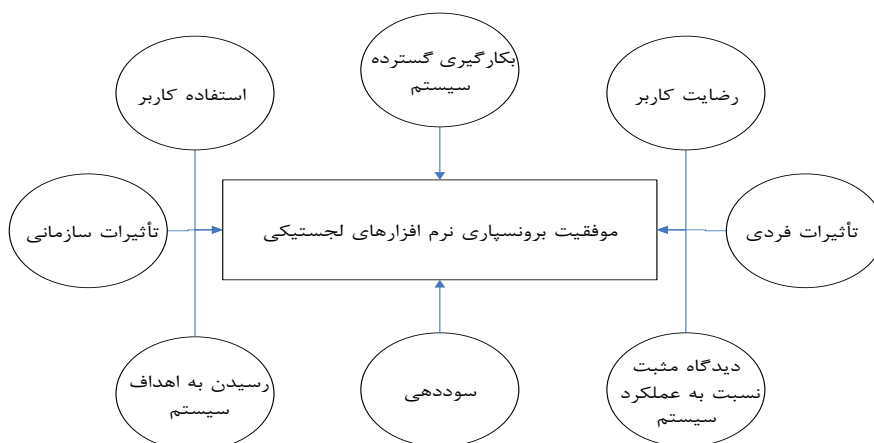 بکارگیری گسترده
سیستم
رضایت کاربر
استفاده کاربر
موفقیت برونسپاری نرم افزارهای لجستیکی
تأثیرات فردی
تأثیرات سازمانی
دیدگاه مثبت
نسبت به عملکرد
سیستم
سوددهی
رسیدن به اهداف
سیستم